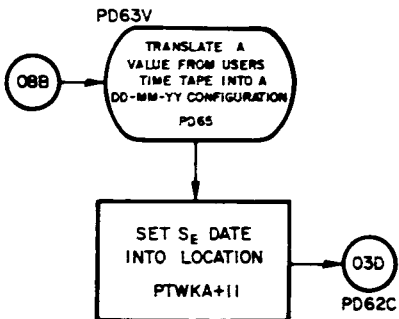 PD63V
TRANSLATE A
VALUE FROM USERS
TIME TAPE INTO A
DD-MM-YY CONFIGURATION
PD65
08B
SET SE DATE
INTO LOCATION
PTWKA+11
03D
PD62C